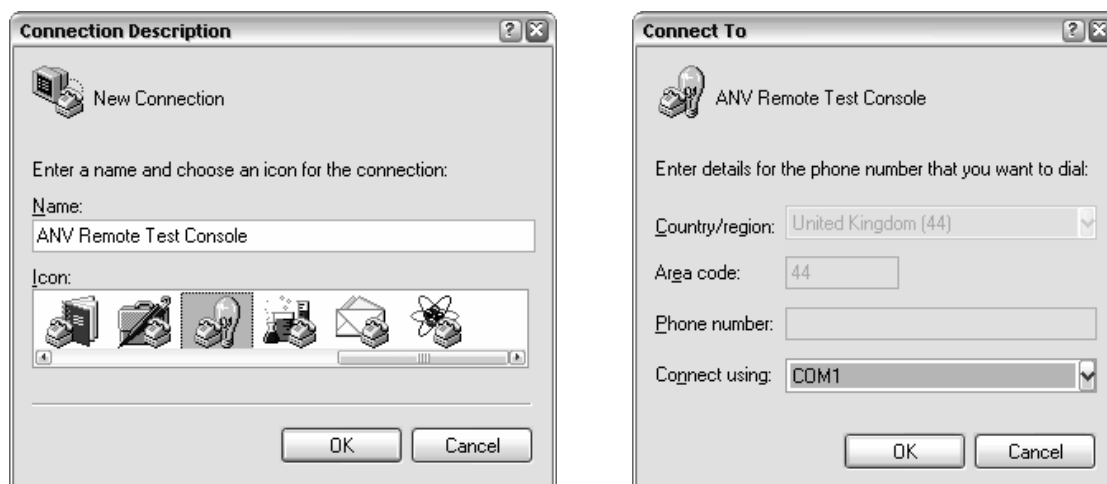 Connection Description
New Connection
Enter a name and choose an icon for the connection:
Name:
ANV Remote Test Console
Icon:
OK Cancel
Connect To
ANV Remote Test Console
Enter details for the phone number that you want to dial:
Country/region: United Kingdom (44)
Area code: 44
Phone number:
Connect using: COM1
OK Cancel